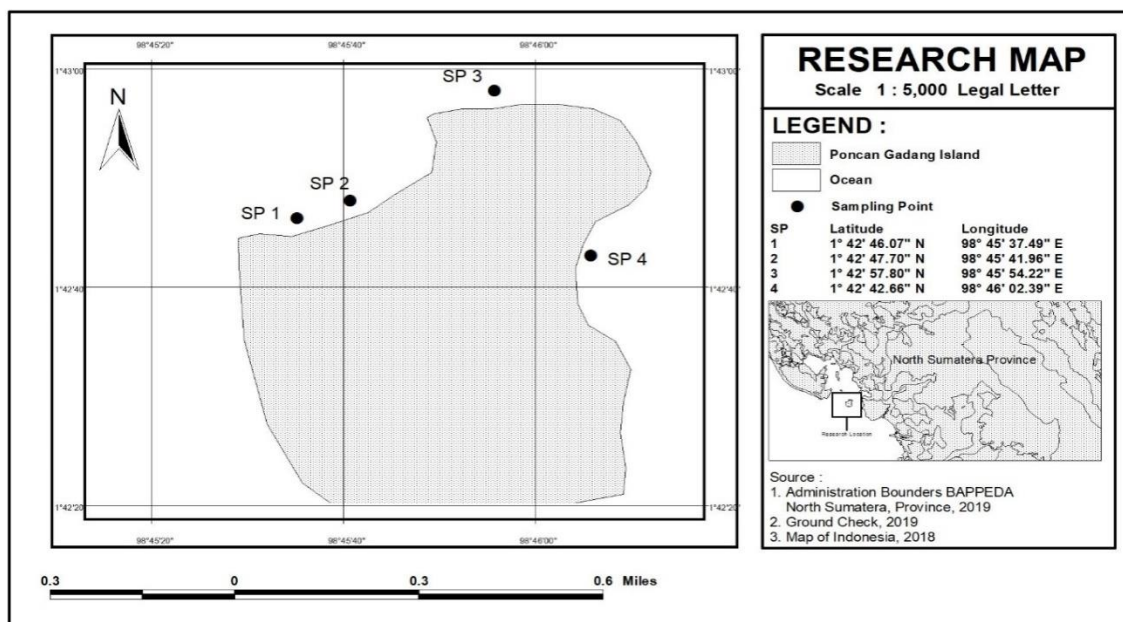 98°45'20" 98°45'40" 98°46'00"
1°43'00" 1°43'00"
N
SP 3
SP 2
SP 1
SP 4
1°42'40" 1°42'40"
1°42'20" 1°42'20"
98°45'20" 98°45'40" 98°46'00"
0.3 0 0.3 0.6 Miles
RESEARCH MAP
Scale 1 : 5,000 Legal Letter
LEGEND :
Poncan Gadang Island
Ocean
Sampling Point
SP Latitude Longitude
1 1° 42' 46.07" N 98° 45' 37.49" E
2 1° 42' 47.70" N 98° 45' 41.96" E
3 1° 42' 57.80" N 98° 45' 54.22" E
4 1° 42' 42.66" N 98° 46' 02.39" E
North Sumatera Province
Research Location
Source :
1. Administration Bounders BAPPEDA
North Sumatera, Province, 2019
2. Ground Check, 2019
3. Map of Indonesia, 2018